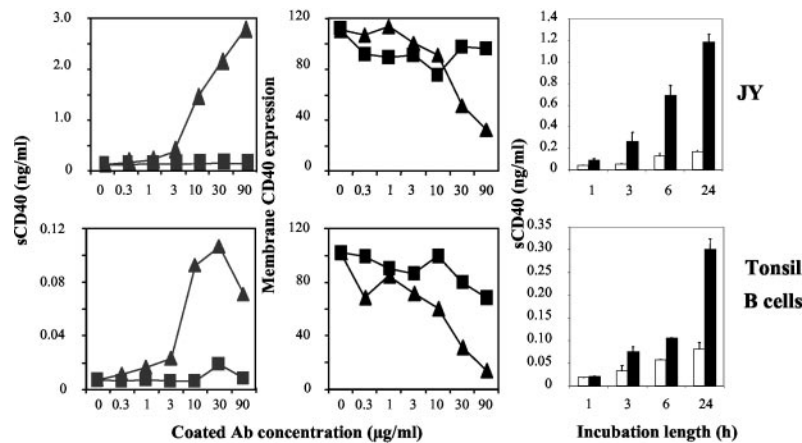 sCD40 (ng/ml)
3.0
2.0
1.0
0
0 0.3 1 3 10 30 90
Membrane CD40 expression
120
80
40
0
0 0.3 1 3 10 30 90
sCD40 (ng/ml)
1.4
1.2
1.0
0.8
0.6
0.4
0.2
0
1 3 6 24
JY
0.12
0.08
0.04
0
0 0.3 1 3 10 30 90
120
80
40
0
0 0.3 1 3 10 30 90
0.35
0.30
0.25
0.20
0.15
0.10
0.05
0
1 3 6 24
Tonsil
B cells
Coated Ab concentration (µg/ml)
Incubation length (h)